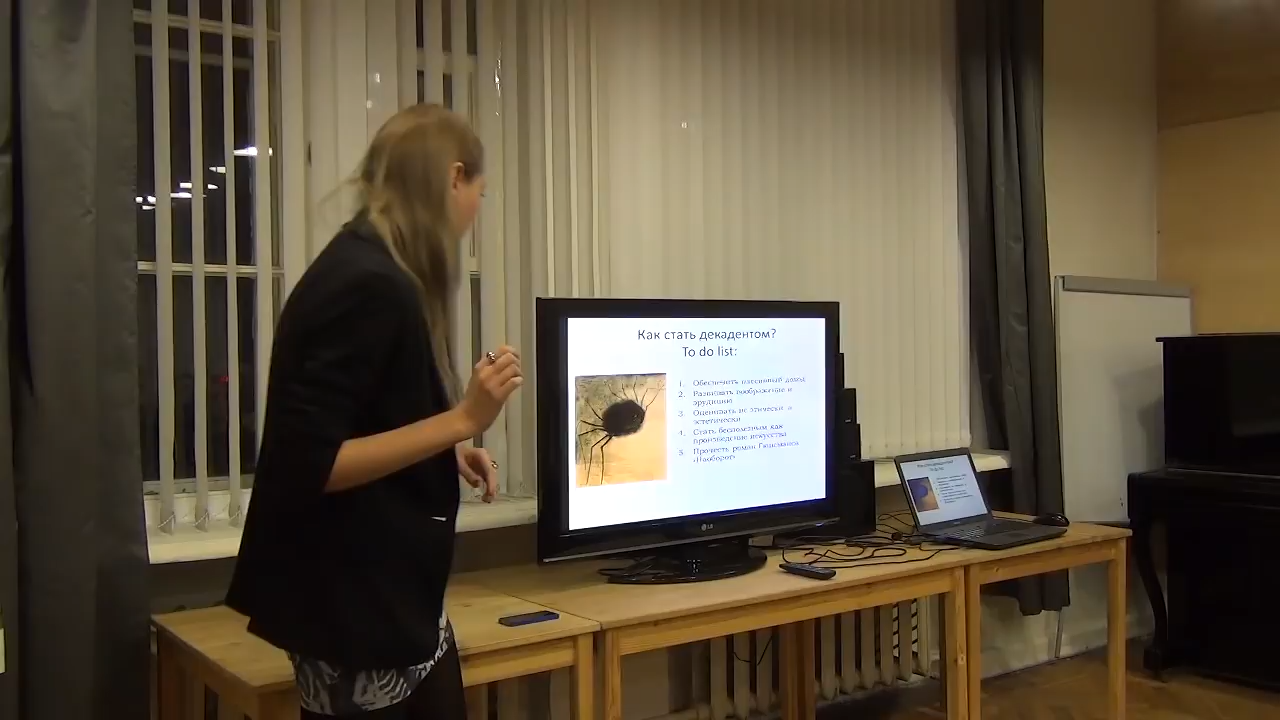 Как стать декадентом?
To do list:
1. Обеспечить пассивный доход
2. Развивать воображение и
эрудицию
3. Оценивать не этически а
эстетически
4. Стать бесполезным как
произведение искусства
5. Прочесть роман Гюисманса
«Наоборот»
LG